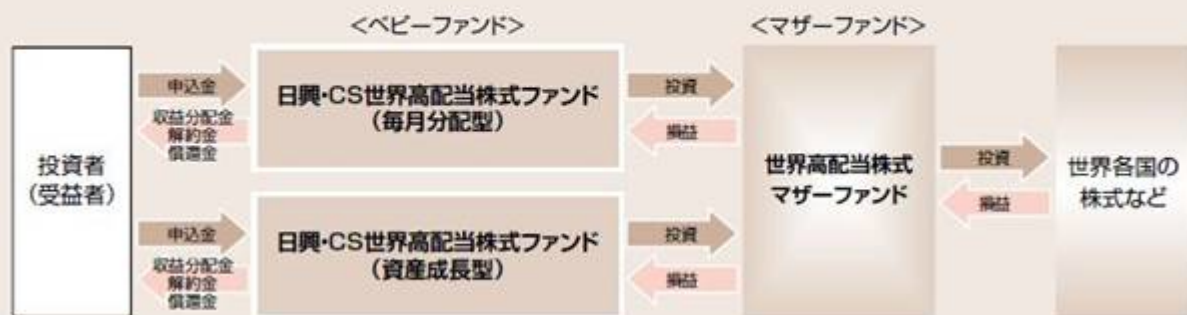 <ベビーファンド>
<マザーファンド>
投資者
(受益者)
申込金
収益分配金
解約金
償還金
日興・CS世界高配当株式ファンド
(毎月分配型)
投資
損益
申込金
収益分配金
解約金
償還金
日興・CS世界高配当株式ファンド
(資産成長型)
投資
損益
世界高配当株式
マザーファンド
投資
損益
世界各国の
株式など